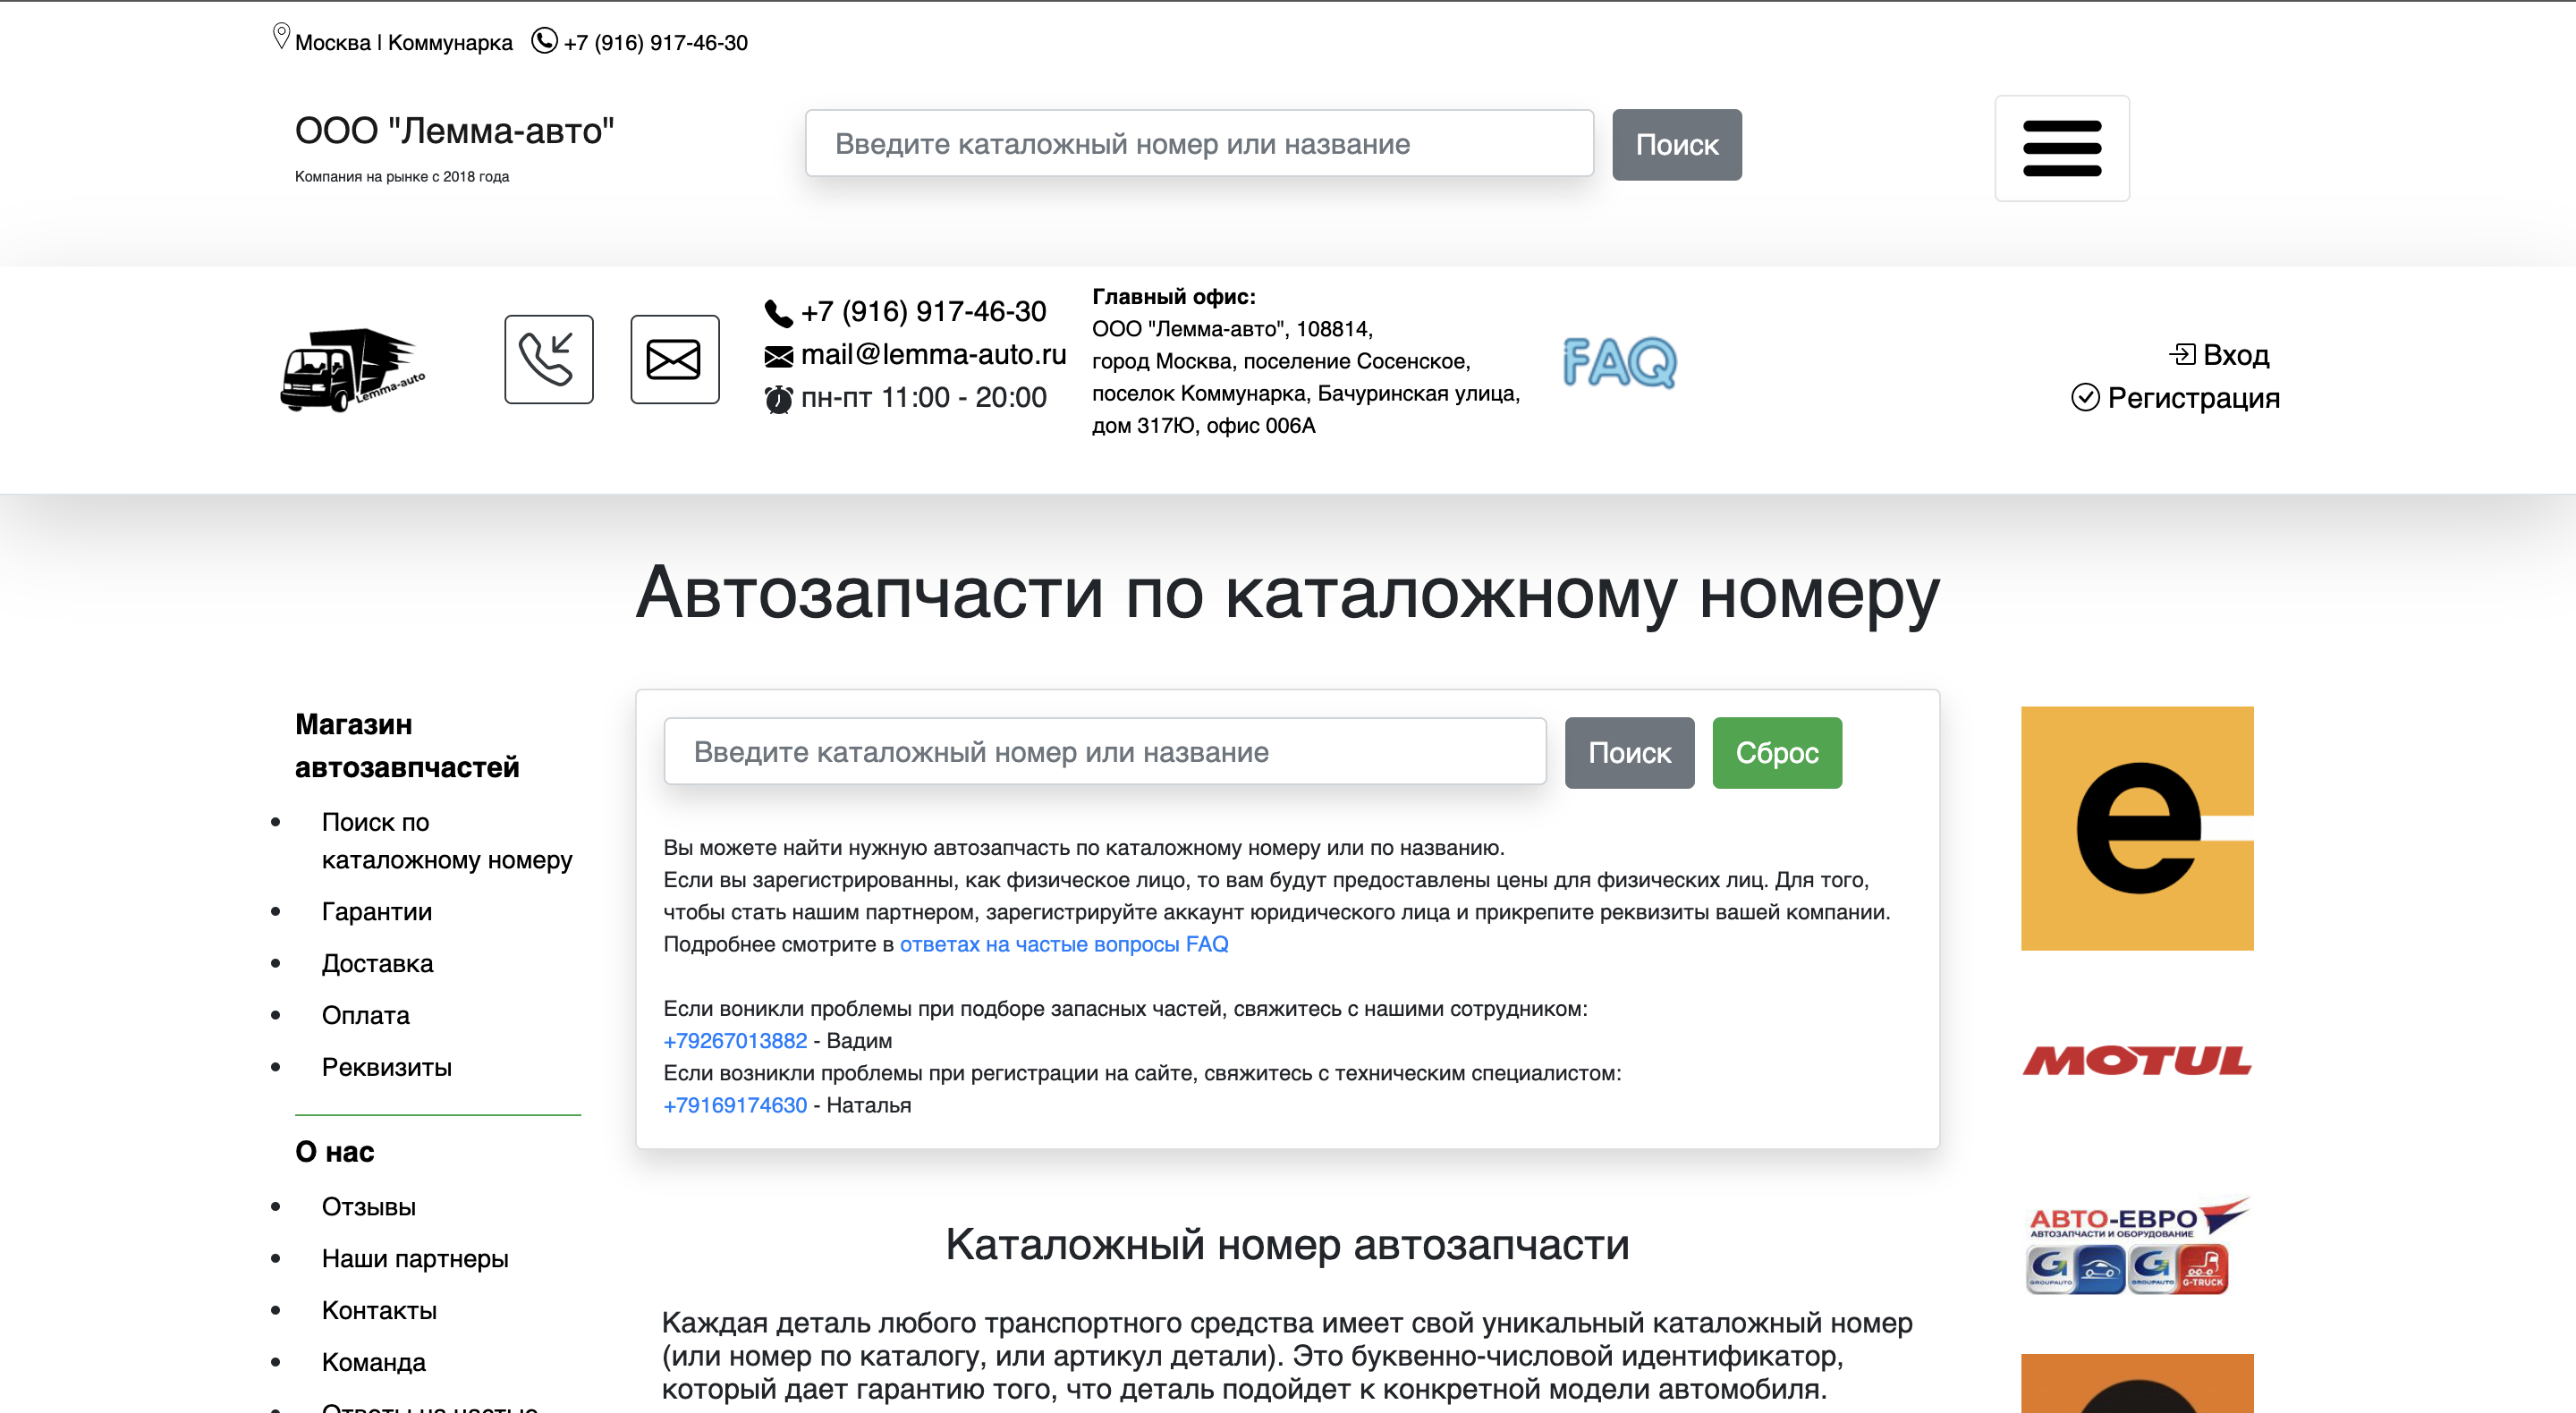 Москва | Коммунарка +7 (916) 917-46-30
ООО "Лемма-авто"
Компания на рынке с 2018 года
Введите каталожный номер или название
Поиск
Lemma-auto
+7 (916) 917-46-30
mail@lemma-auto.ru
пн-пт 11:00 - 20:00
Главный офис:
ООО "Лемма-авто", 108814,
город Москва, поселение Сосенское,
поселок Коммунарка, Бачуринская улица,
дом 317Ю, офис 006А
FAQ
Вход
Регистрация
Автозапчасти по каталожному номеру
Магазин
автозавпчастей
Поиск по
каталожному номеру
Гарантии
Доставка
Оплата
Реквизиты
О нас
Отзывы
Наши партнеры
Контакты
Команда
Ответы на частые
Введите каталожный номер или название
Поиск
Сброс
Вы можете найти нужную автозапчасть по каталожному номеру или по названию.
Если вы зарегистрированны, как физическое лицо, то вам будут предоставлены цены для физических лиц. Для того,
чтобы стать нашим партнером, зарегистрируйте аккаунт юридического лица и прикрепите реквизиты вашей компании.
Подробнее смотрите в ответах на частые вопросы FAQ
Если воникли проблемы при подборе запасных частей, свяжитесь с нашими сотрудником:
+79267013882 - Вадим
Если возникли проблемы при регистрации на сайте, свяжитесь с техническим специалистом:
+79169174630 - Наталья
Каталожный номер автозапчасти
Каждая деталь любого транспортного средства имеет свой уникальный каталожный номер
(или номер по каталогу, или артикул детали). Это буквенно-числовой идентификатор,
который дает гарантию того, что деталь подойдет к конкретной модели автомобиля.
e
MOTUL
АВТО-ЕВРО
АВТОЗАПЧАСТИ И ОБОРУДОВАНИЕ
G G
GROUPAUTO GROUPAUTO G-TRUCK